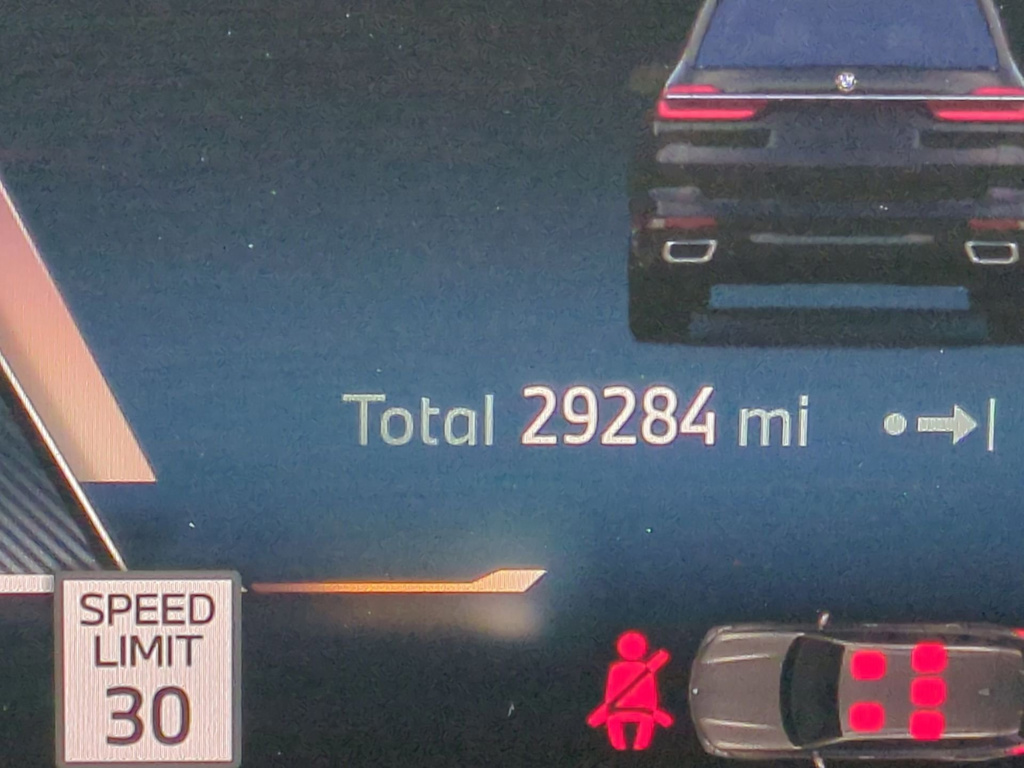 Total 29284 mi
SPEED
LIMIT
30